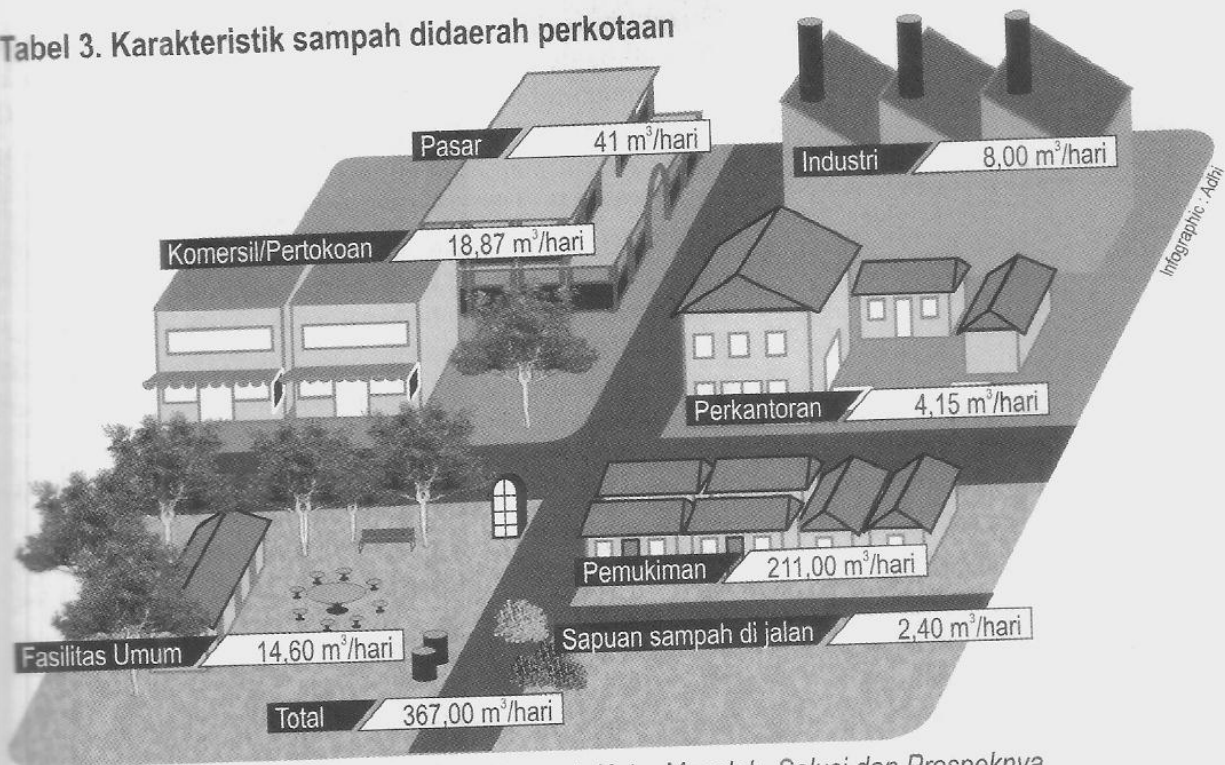 Tabel 3. Karakteristik sampah didaerah perkotaan
Pasar 41 m³/hari
Industri 8,00 m³/hari
Komersil/Pertokoan 18,87 m³/hari
Infographic : Adhi
Perkantoran 4,15 m³/hari
Pemukiman 211,00 m³/hari
Sapuan sampah di jalan 2,40 m³/hari
Fasilitas Umum 14,60 m³/hari
Total 367,00 m³/hari
Solusi dan Prospeknya